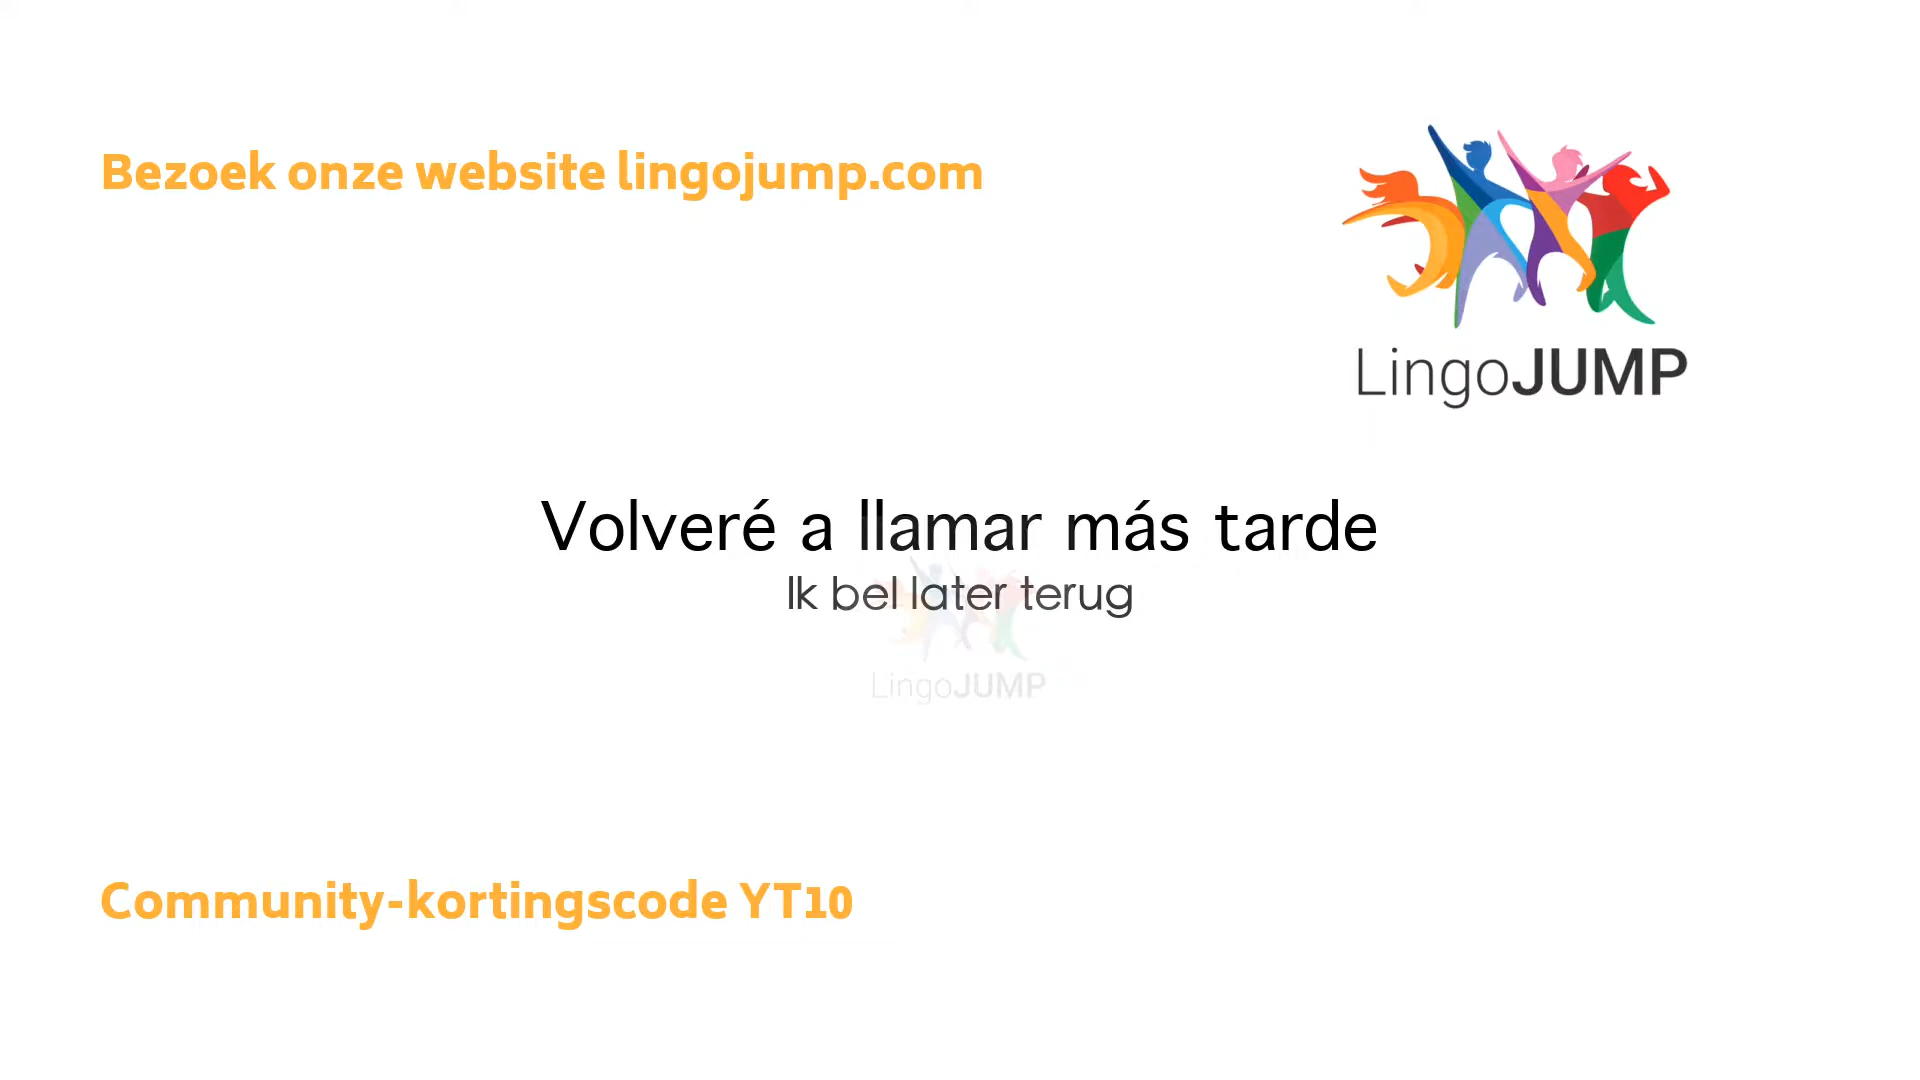 Bezoek onze website lingojump.com
LingoJUMP
Volveré a llamar más tarde
Ik bel later terug
LingoJUMP
Community-kortingscode YT10